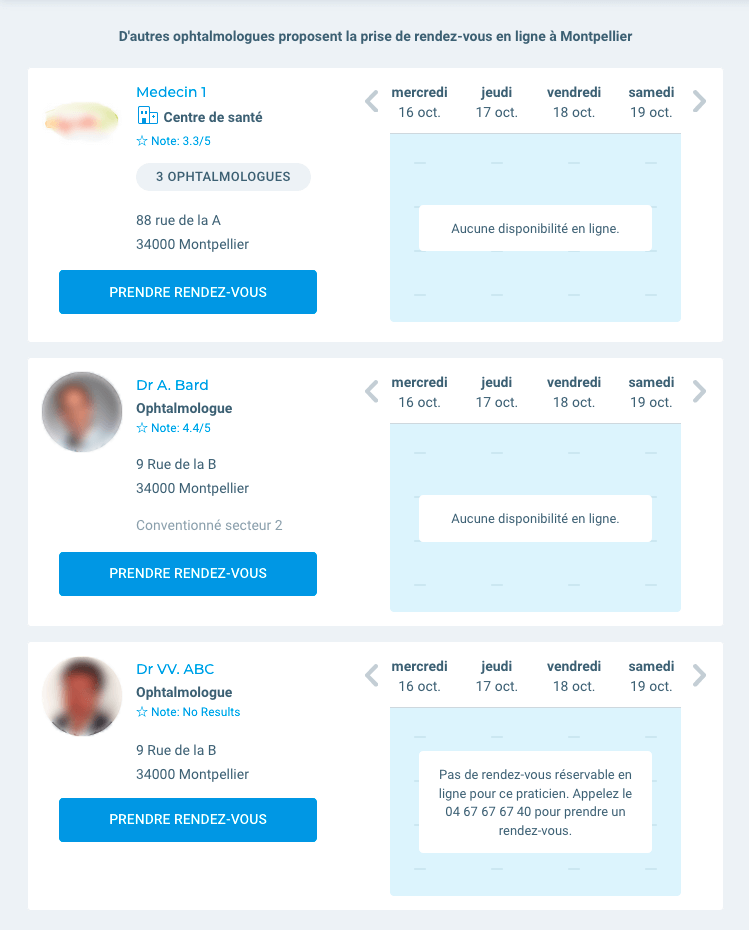 D'autres ophtalmologues proposent la prise de rendez-vous en ligne à Montpellier
Medecin 1
Centre de santé
Note: 3.3/5
3 OPHTALMOLOGUES
88 rue de la A
34000 Montpellier
PRENDRE RENDEZ-VOUS
mercredi jeudi vendredi samedi
16 oct. 17 oct. 18 oct. 19 oct.
Aucune disponibilité en ligne.
Dr A. Bard
Ophtalmologue
Note: 4.4/5
9 Rue de la B
34000 Montpellier
Conventionné secteur 2
PRENDRE RENDEZ-VOUS
mercredi jeudi vendredi samedi
16 oct. 17 oct. 18 oct. 19 oct.
Aucune disponibilité en ligne.
Dr VV. ABC
Ophtalmologue
Note: No Results
9 Rue de la B
34000 Montpellier
PRENDRE RENDEZ-VOUS
mercredi jeudi vendredi samedi
16 oct. 17 oct. 18 oct. 19 oct.
Pas de rendez-vous réservable en
ligne pour ce praticien. Appelez le
04 67 67 67 40 pour prendre un
rendez-vous.